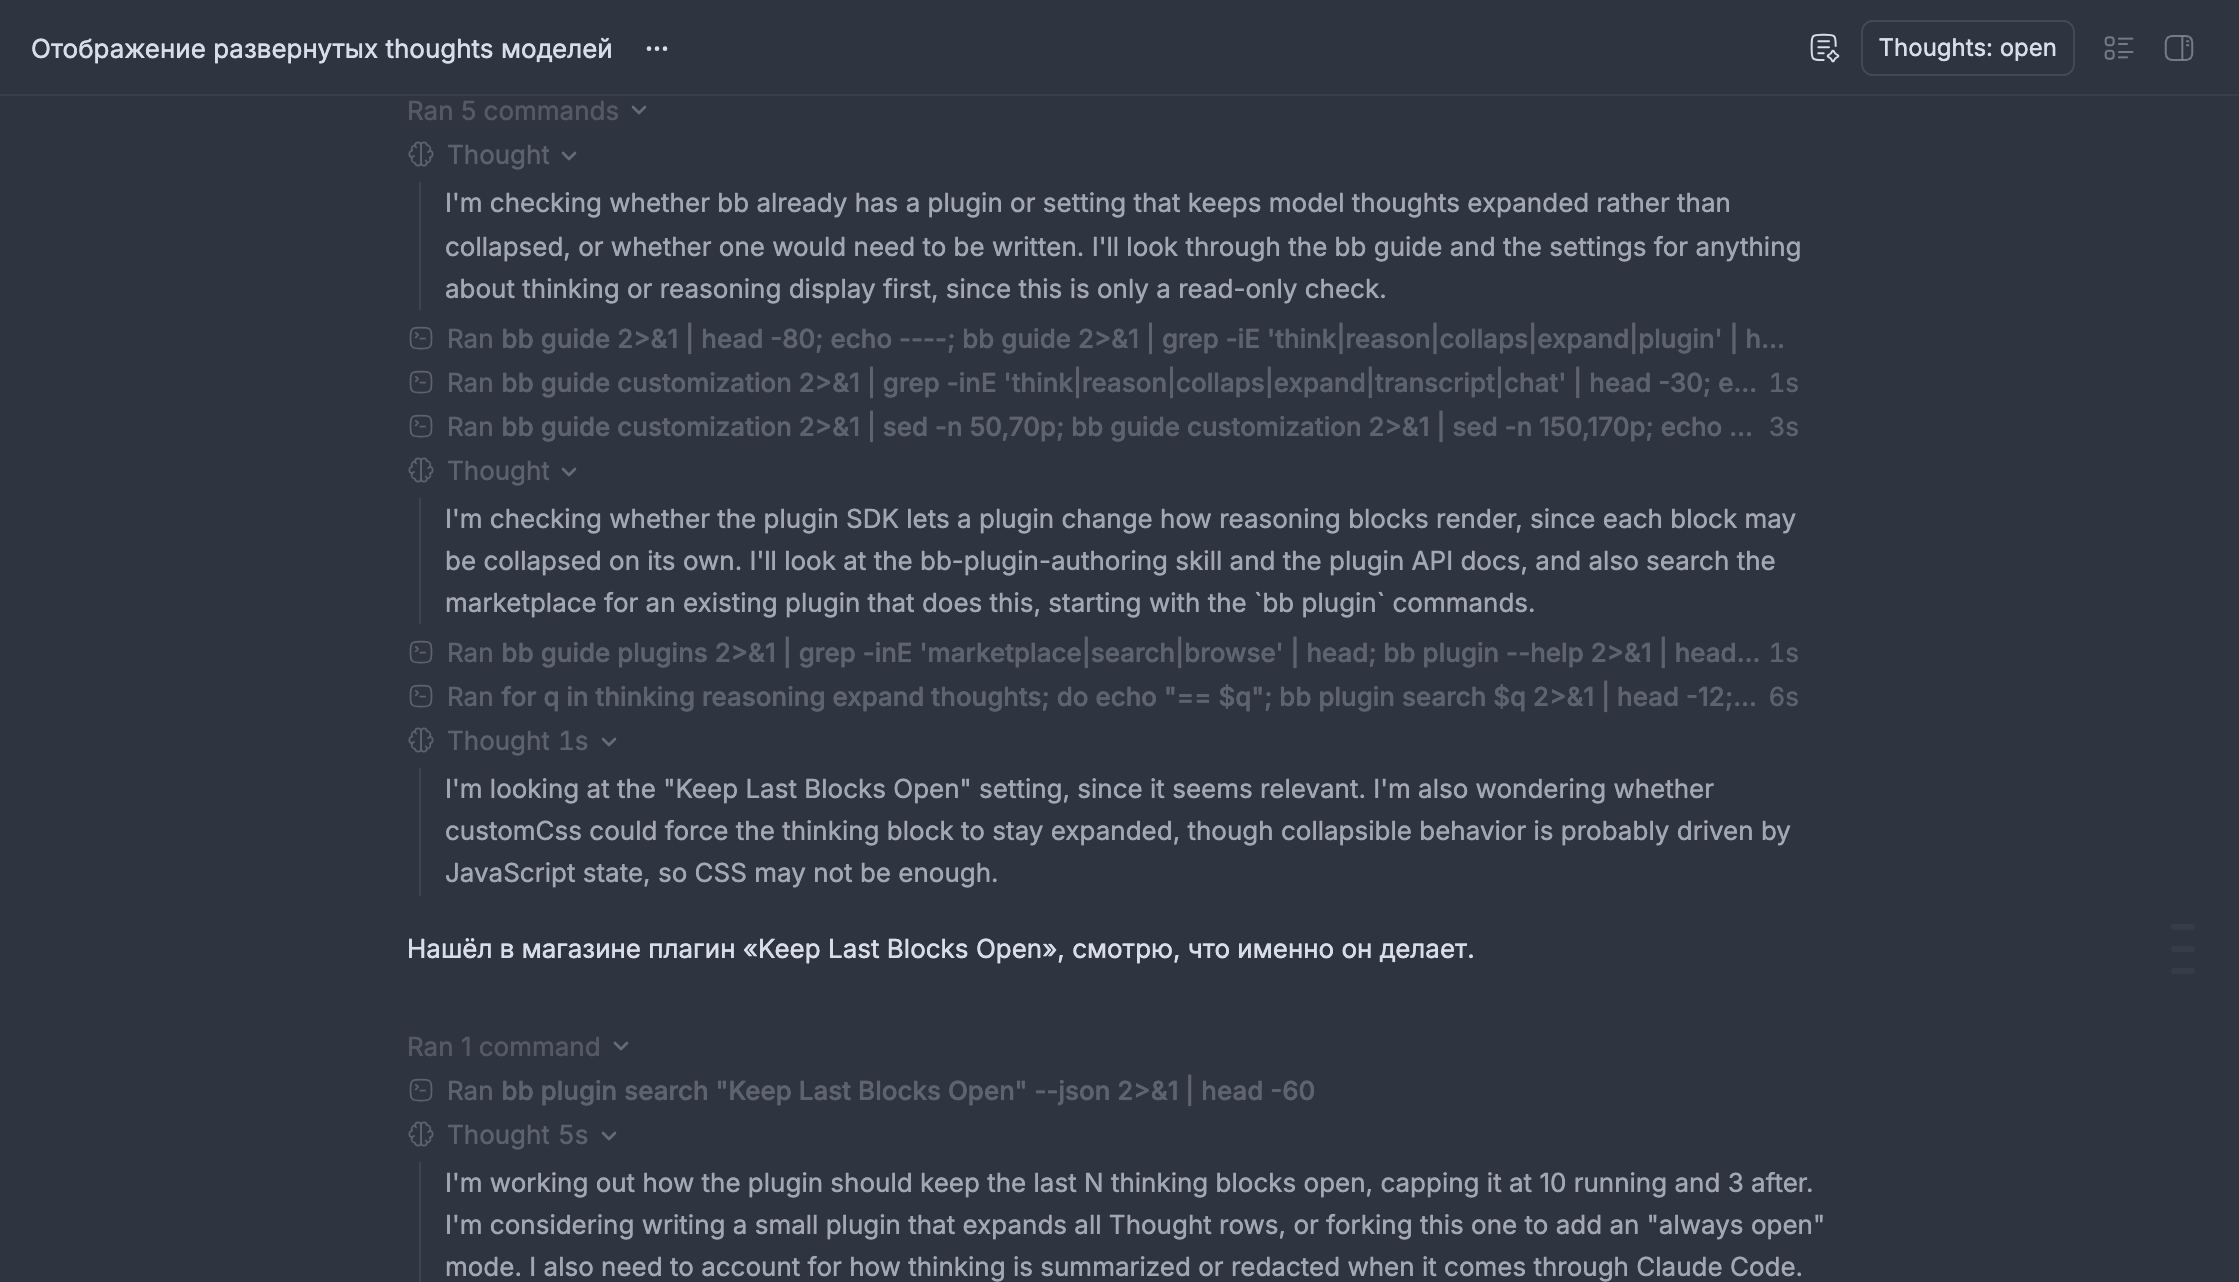 Отображение развернутых thoughts моделей ...
Thoughts: open
Ran 5 commands
Thought
I'm checking whether bb already has a plugin or setting that keeps model thoughts expanded rather than
collapsed, or whether one would need to be written. I'll look through the bb guide and the settings for anything
about thinking or reasoning display first, since this is only a read-only check.
Ran bb guide 2>&1 | head -80; echo ----; bb guide 2>&1 | grep -iE 'think|reason|collaps|expand|plugin' | h...
Ran bb guide customization 2>&1 | grep -inE 'think|reason|collaps|expand|transcript|chat' | head -30; e... 1s
Ran bb guide customization 2>&1 | sed -n 50,70p; bb guide customization 2>&1 | sed -n 150,170p; echo ... 3s
Thought
I'm checking whether the plugin SDK lets a plugin change how reasoning blocks render, since each block may
be collapsed on its own. I'll look at the bb-plugin-authoring skill and the plugin API docs, and also search the
marketplace for an existing plugin that does this, starting with the `bb plugin` commands.
Ran bb guide plugins 2>&1 | grep -inE 'marketplace|search|browse' | head; bb plugin --help 2>&1 | head... 1s
Ran for q in thinking reasoning expand thoughts; do echo "== $q"; bb plugin search $q 2>&1 | head -12;... 6s
Thought 1s
I'm looking at the "Keep Last Blocks Open" setting, since it seems relevant. I'm also wondering whether
customCss could force the thinking block to stay expanded, though collapsible behavior is probably driven by
JavaScript state, so CSS may not be enough.
Нашёл в магазине плагин «Keep Last Blocks Open», смотрю, что именно он делает.
Ran 1 command
Ran bb plugin search "Keep Last Blocks Open" --json 2>&1 | head -60
Thought 5s
I'm working out how the plugin should keep the last N thinking blocks open, capping it at 10 running and 3 after.
I'm considering writing a small plugin that expands all Thought rows, or forking this one to add an "always open"
mode. I also need to account for how thinking is summarized or redacted when it comes through Claude Code.